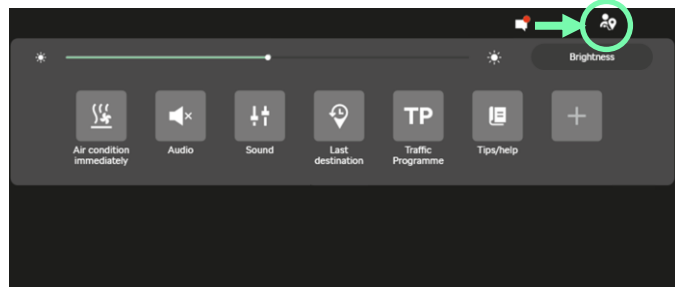 Brightness
TP
Air condition
immediately
Audio
Sound
Last
destination
Traffic
Programme
Tips/help